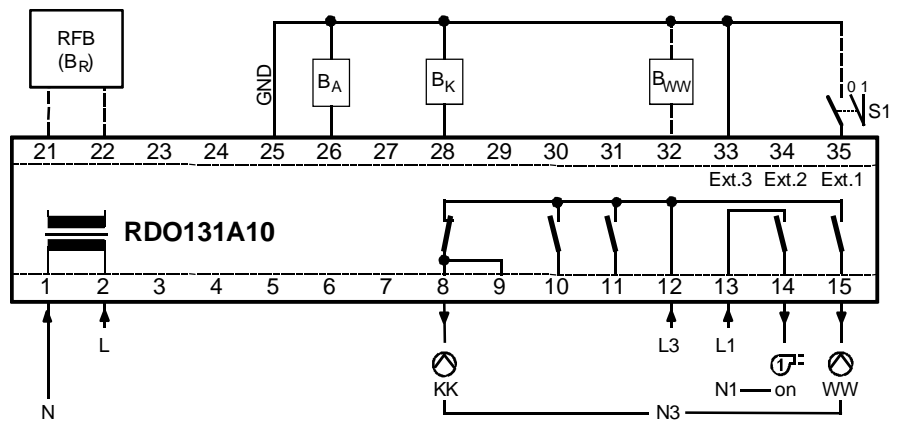 RFB
(BR)
GND
BA
BK
BWW
0 1
S1
21 22 23 24 25 26 27 28 29 30 31 32 33 34 35
Ext.3 Ext.2 Ext.1
RDO131A10
1 2 3 4 5 6 7 8 9 10 11 12 13 14 15
L
L3
L1
1
KK
N1
on
WW
N
N3